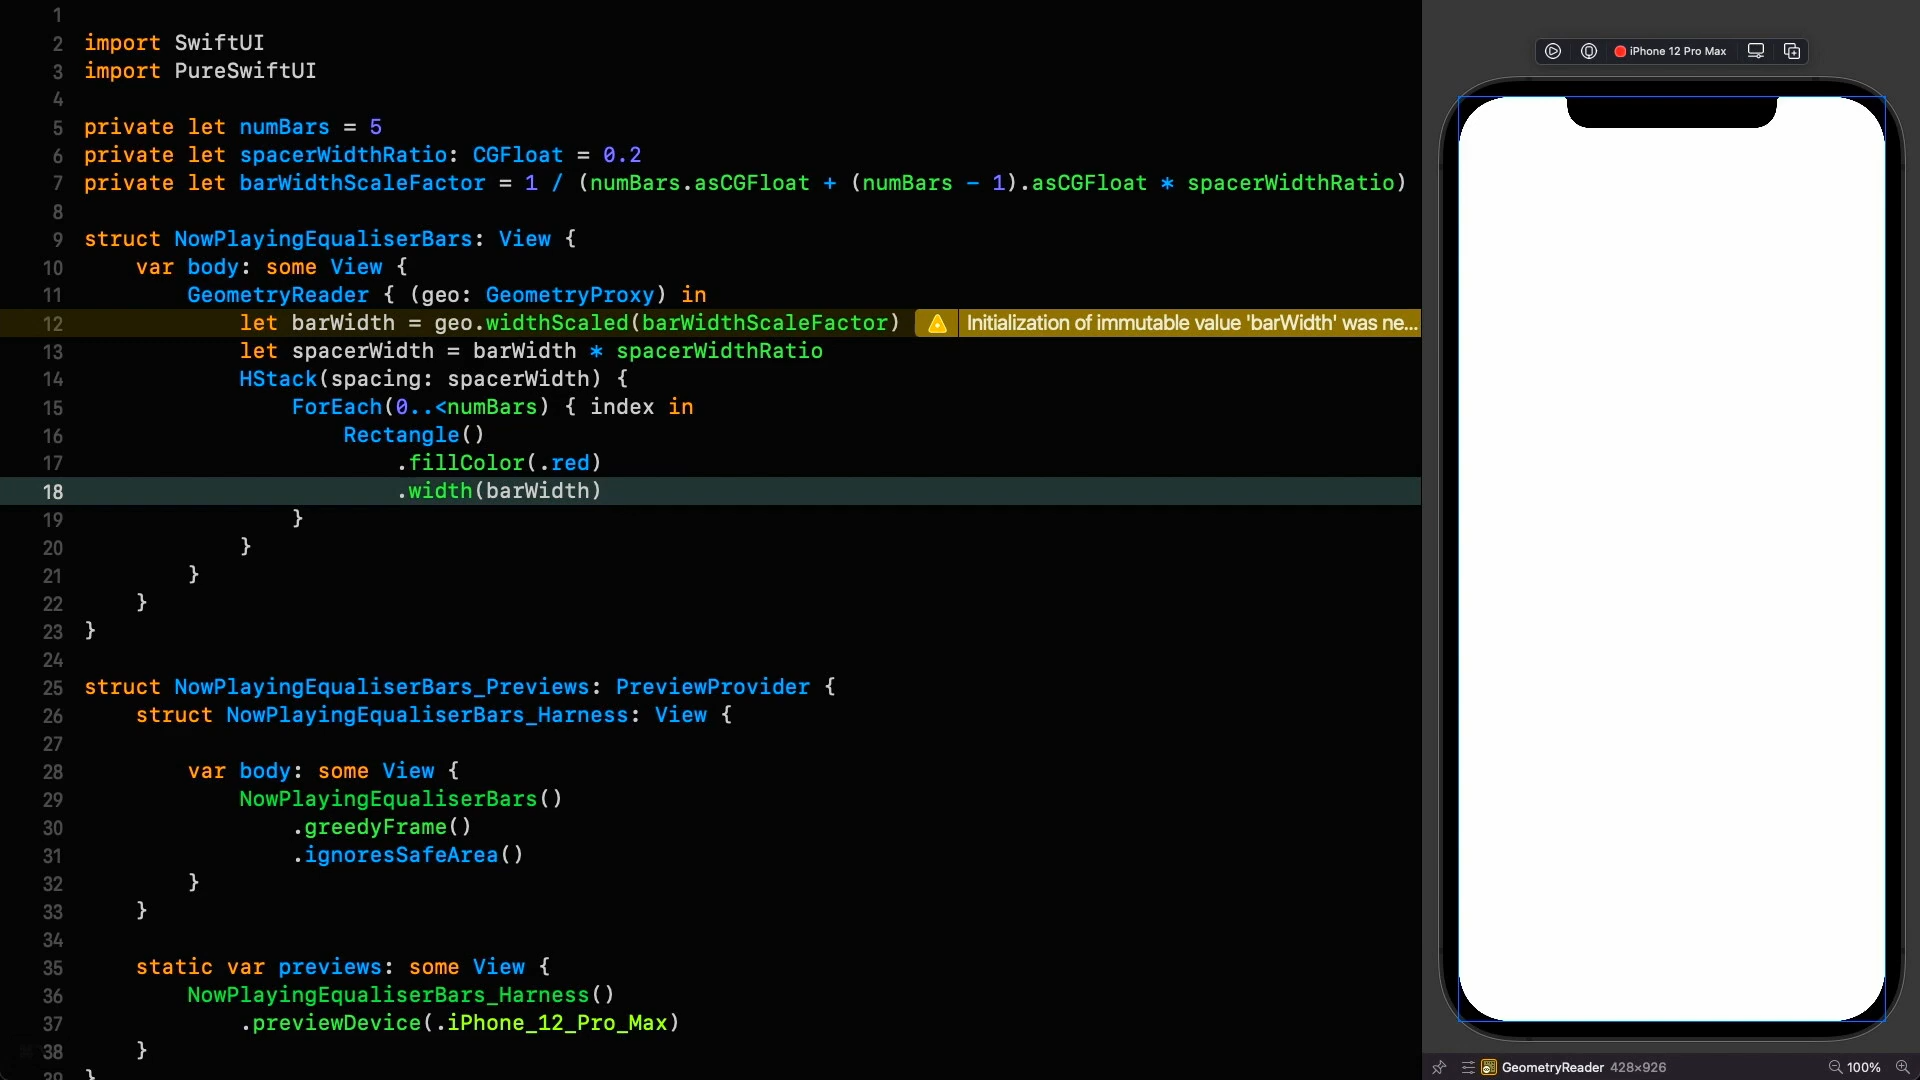 1
2 import SwiftUI
3 import PureSwiftUI
4
5 private let numBars = 5
6 private let spacerWidthRatio: CGFloat = 0.2
7 private let barWidthScaleFactor = 1 / (numBars.asCGFloat + (numBars - 1).asCGFloat * spacerWidthRatio)
8
9 struct NowPlayingEqualiserBars: View {
10     var body: some View {
11         GeometryReader { (geo: GeometryProxy) in
12             let barWidth = geo.widthScaled(barWidthScaleFactor) Initialization of immutable value 'barWidth' was ne...
13             let spacerWidth = barWidth * spacerWidthRatio
14             HStack(spacing: spacerWidth) {
15                 ForEach(0..<numBars) { index in
16                     Rectangle()
17                         .fillColor(.red)
18                         .width(barWidth)
19                 }
20             }
21         }
22     }
23 }
24
25 struct NowPlayingEqualiserBars_Previews: PreviewProvider {
26     struct NowPlayingEqualiserBars_Harness: View {
27
28         var body: some View {
29             NowPlayingEqualiserBars()
30                 .greedyFrame()
31                 .ignoresSafeArea()
32         }
33     }
34
35     static var previews: some View {
36         NowPlayingEqualiserBars_Harness()
37             .previewDevice(.iPhone_12_Pro_Max)
38     }
39 }
iPhone 12 Pro Max
GeometryReader 428×926
100%